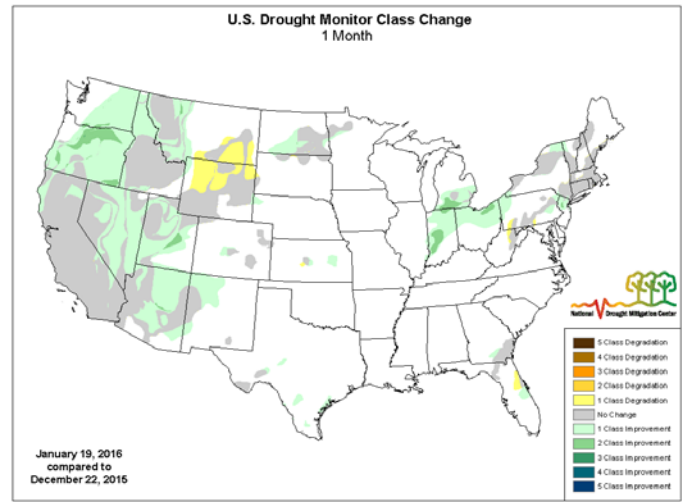 U.S. Drought Monitor Class Change
1 Month
National Drought Mitigation Center
5 Class Degradation
4 Class Degradation
3 Class Degradation
2 Class Degradation
1 Class Degradation
No Change
1 Class Improvement
2 Class Improvement
3 Class Improvement
4 Class Improvement
5 Class Improvement
January 19, 2016
compared to
December 22, 2015